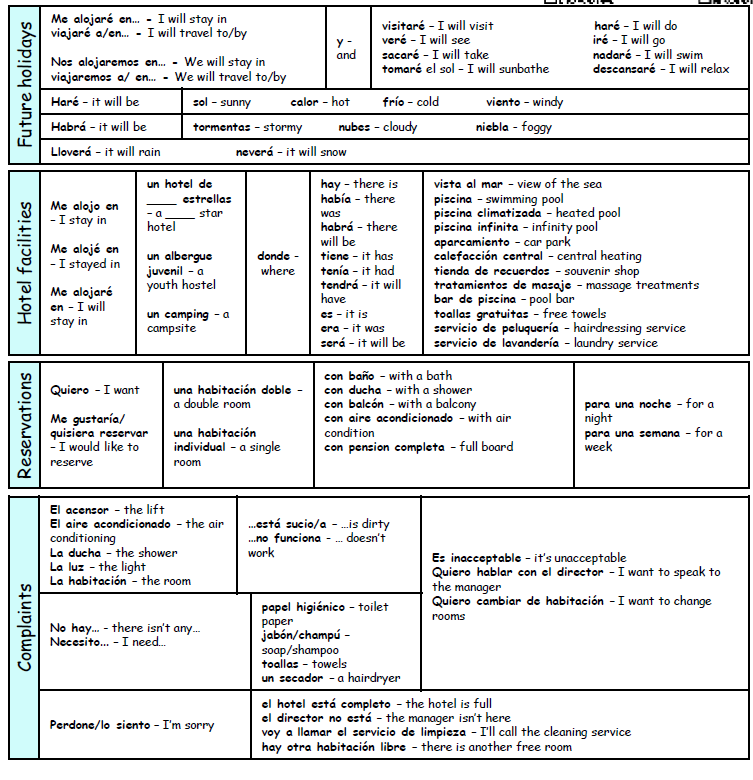 Future holidays
Me alojaré en... - I will stay in
viajaré a/en... - I will travel to/by
Nos alojaremos en... - We will stay in
viajaremos a/ en... - We will travel to/by
y -
and
visitaré – I will visit
veré – I will see
sacaré – I will take
tomaré el sol – I will sunbathe
haré – I will do
iré – I will go
nadaré – I will swim
descansaré – I will relax
Hará – it will be
sol – sunny calor – hot frío – cold viento – windy
Habrá – it will be
tormentas – stormy nubes – cloudy niebla – foggy
Lloverá – it will rain neverá – it will snow
Hotel facilities
Me alojo en
– I stay in
Me alojé en
– I stayed in
Me alojaré
en – I will
stay in
un hotel de
____ estrellas
– a ____ star
hotel
un albergue
juvenil – a
youth hostel
un camping – a
campsite
donde –
where
hay – there is
había – there
was
habrá – there
will be
tiene – it has
tenía – it had
tendrá – it will
have
es – it is
era – it was
será – it will be
vista al mar – view of the sea
piscina – swimming pool
piscina climatizada – heated pool
piscina infinita – infinity pool
aparcamiento – car park
calefacción central – central heating
tienda de recuerdos – souvenir shop
tratamientos de masaje – massage treatments
bar de piscina – pool bar
toallas gratuitas – free towels
servicio de peluquería – hairdressing service
servicio de lavandería – laundry service
Reservations
Quiero – I want
Me gustaría/
quisiera reservar
– I would like to
reserve
una habitación doble –
a double room
una habitación
individual – a single
room
con baño – with a bath
con ducha – with a shower
con balcón – with a balcony
con aire acondicionado – with air
condition
con pension completa – full board
para una noche – for a
night
para una semana – for a
week
Complaints
El acensor – the lift
El aire acondicionado – the air
conditioning
La ducha – the shower
La luz – the light
La habitación – the room
...está sucio/a – ...is dirty
...no funciona – ... doesn't
work
Es inacceptable – it's unacceptable
Quiero hablar con el director – I want to speak to
the manager
Quiero cambiar de habitación – I want to change
rooms
No hay... – there isn't any...
Necesito... – I need...
papel higiénico – toilet
paper
jabón/champú –
soap/shampoo
toallas – towels
un secador – a hairdryer
Perdone/lo siento – I'm sorry
el hotel está completo – the hotel is full
el director no está – the manager isn't here
voy a llamar el servicio de limpieza – I'll call the cleaning service
hay otra habitación libre – there is another free room